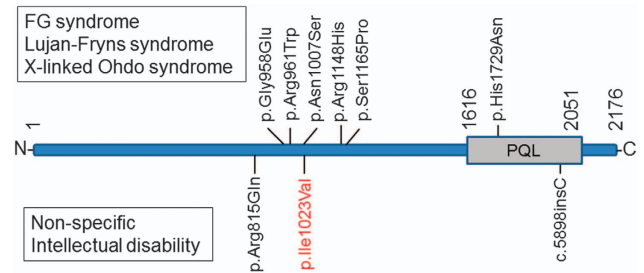 FG syndrome
Lujan-Fryns syndrome
X-linked Ohdo syndrome
p.Gly958Glu
p.Arg961Trp
p.Asn1007Ser
p.Arg1148His
p.Ser1165Pro
p.His1729Asn
1
1616
2051
2176
N
PQL
C
p.Arg815Gln
p.Ile1023Val
c.5898insC
Non-specific
Intellectual disability